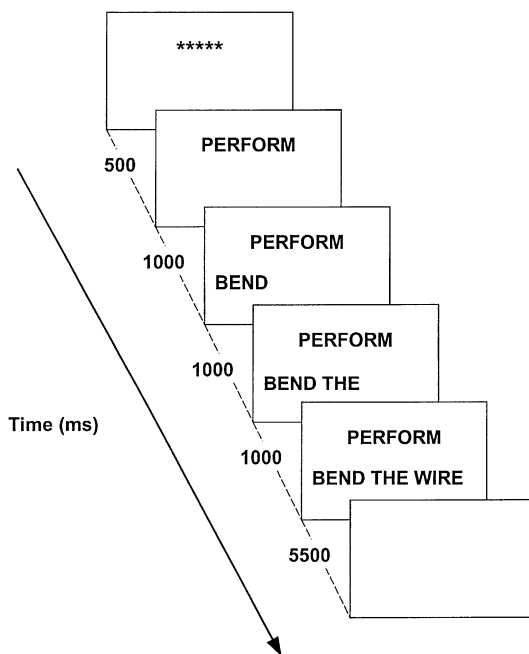 *****
PERFORM
500
PERFORM
1000
BEND
PERFORM
1000
BEND THE
Time (ms)
1000
PERFORM
BEND THE WIRE
5500